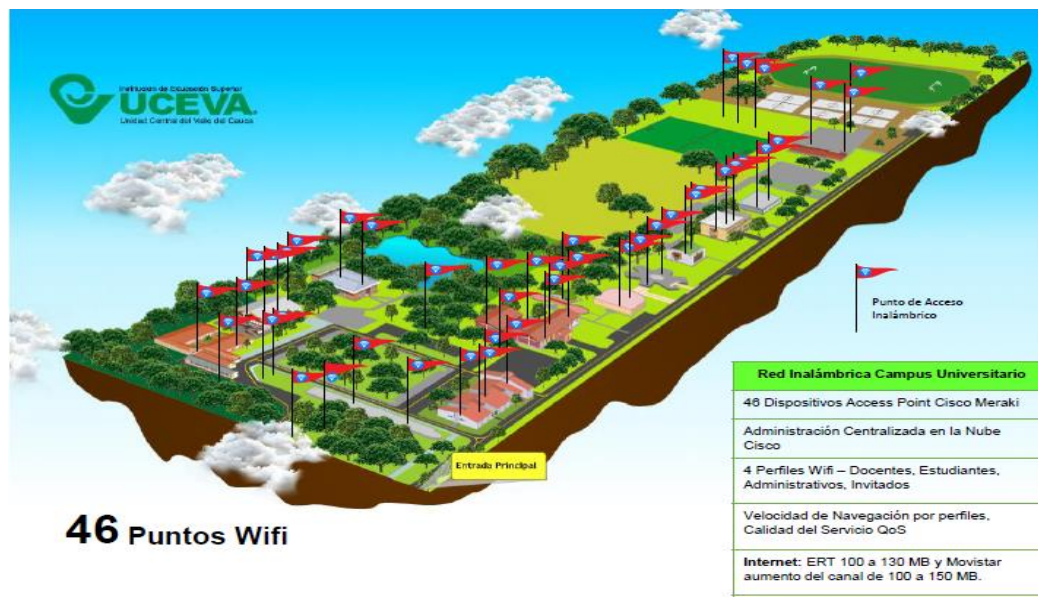 Institución de Educación Superior
UCEVA.
Unidad Central del Valle del Cauca
Punto de Acceso
Inalámbrico
Red Inalámbrica Campus Universitario
46 Dispositivos Access Point Cisco Meraki
Administración Centralizada en la Nube
Cisco
4 Perfiles Wifi – Docentes, Estudiantes,
Administrativos, Invitados
Velocidad de Navegación por perfiles,
Calidad del Servicio QoS
Internet: ERT 100 a 130 MB y Movistar
aumento del canal de 100 a 150 MB.
Entrada Principal
46 Puntos Wifi